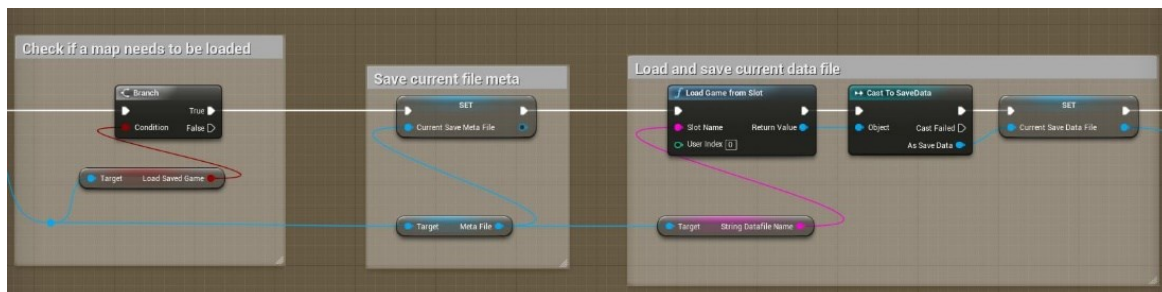 Check if a map needs to be loaded
Branch
True
Condition False
Target Load Saved Game
Save current file meta
SET
Current Save Meta File
Target Meta File
Load and save current data file
Load Game from Slot
Slot Name Return Value
User Index 0
Target String Datafile Name
Cast To SaveData
Object Cast Failed
As Save Data
SET
Current Save Data File